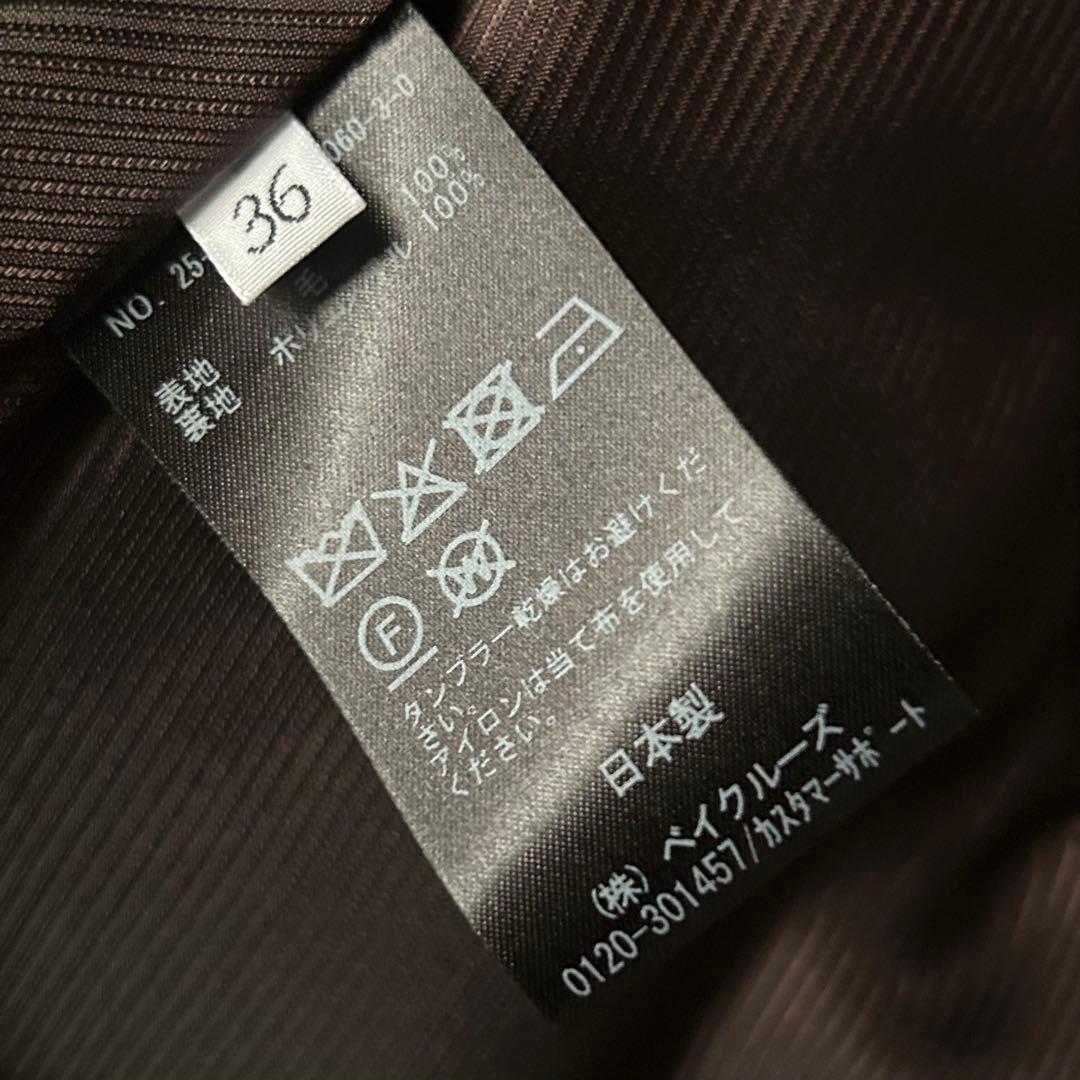 36
NO. 25- 060-3-0
表地 毛 100%
裏地 ポリ ル 100%
F
W
タンブラー乾燥はお避けくだ
さい。
アイロンは当て布を使用して
ください。
日本製
(株) ベイクルーズ
0120-301457/カスタマーサポート